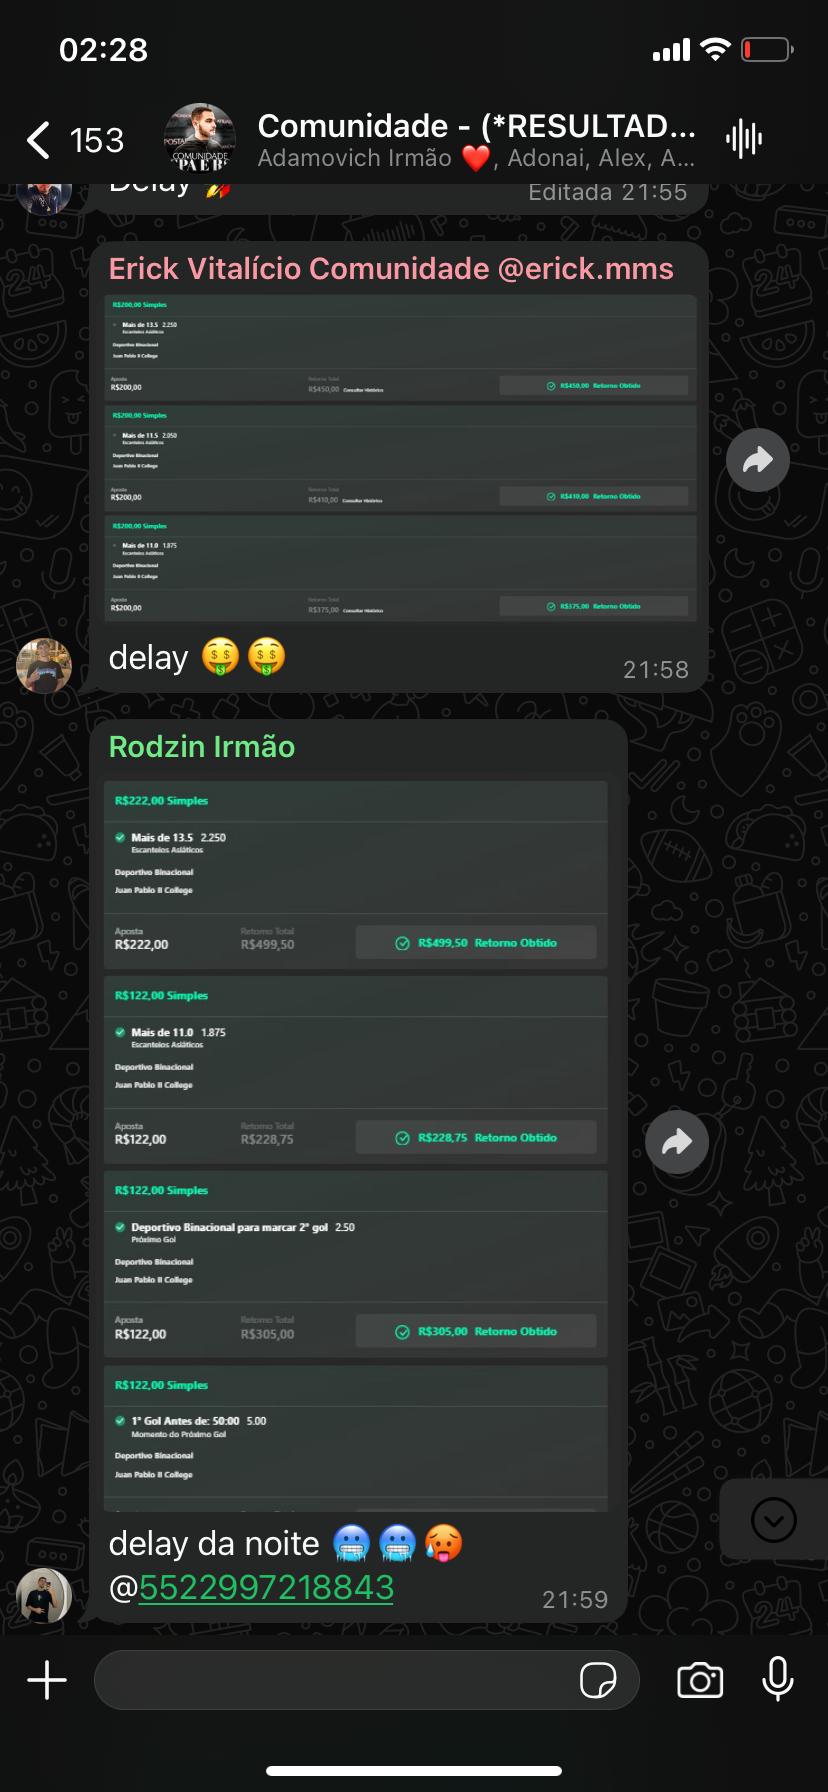 02:28
153
Comunidade - (*RESULTAD...
Adamovich Irmão ❤️, Adonai, Alex, A...
POSTA
COMUNIDADE
Delay 🚀
Editada 21:55
Erick Vitalício Comunidade @erick.mms
R$200,00 Simples
Mais de 13.5 2.250
Escanteios Asiáticos
Deportivo Binacional
Juan Pablo II College
Aposta
R$200,00
Retorno Total
R$450,00 Consultar Histórico
R$450,00 Retorno Obtido
R$200,00 Simples
Mais de 11.5 2.050
Escanteios Asiáticos
Deportivo Binacional
Juan Pablo II College
Aposta
R$200,00
Retorno Total
R$410,00 Consultar Histórico
R$410,00 Retorno Obtido
R$200,00 Simples
Mais de 11.0 1.875
Escanteios Asiáticos
Deportivo Binacional
Juan Pablo II College
Aposta
R$200,00
Retorno Total
R$375,00 Consultar Histórico
R$375,00 Retorno Obtido
delay 🤑🤑
21:58
Rodzin Irmão
R$222,00 Simples
Mais de 13.5 2.250
Escanteios Asiáticos
Deportivo Binacional
Juan Pablo II College
Aposta
R$222,00
Retorno Total
R$499,50
R$499,50 Retorno Obtido
R$122,00 Simples
Mais de 11.0 1.875
Escanteios Asiáticos
Deportivo Binacional
Juan Pablo II College
Aposta
R$122,00
Retorno Total
R$228,75
R$228,75 Retorno Obtido
R$122,00 Simples
Deportivo Binacional para marcar 2º gol 2.50
Próximo Gol
Deportivo Binacional
Juan Pablo II College
Aposta
R$122,00
Retorno Total
R$305,00
R$305,00 Retorno Obtido
R$122,00 Simples
1º Gol Antes de: 50:00 5.00
Momento do Próximo Gol
Deportivo Binacional
Juan Pablo II College
delay da noite 🥶🥶🥵
@5522997218843
21:59